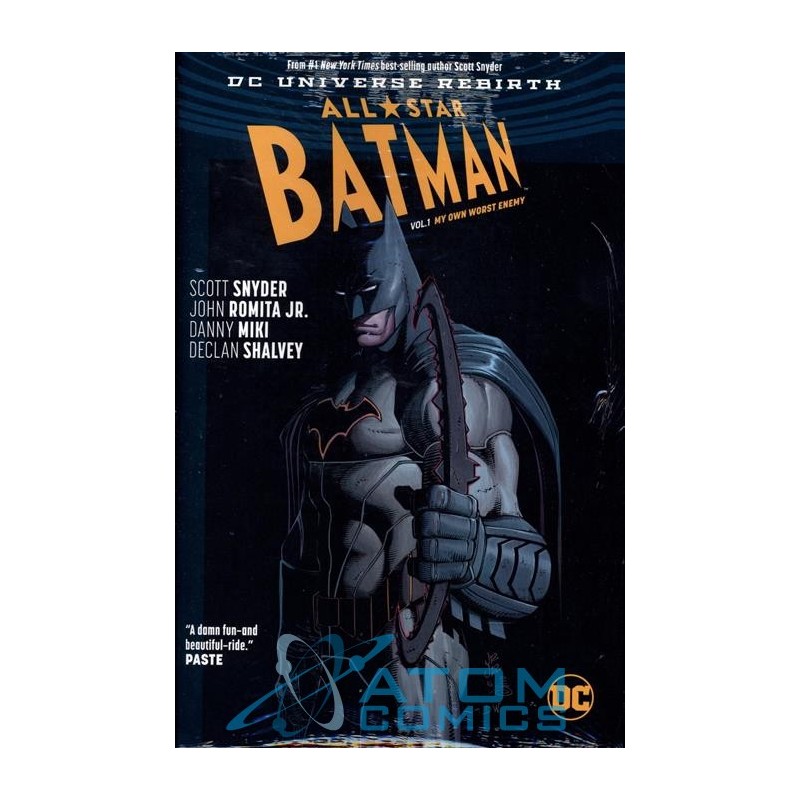 From #1 New York Times best-selling author Scott Snyder
DC UNIVERSE REBIRTH
ALL★STAR
BATMAN™
VOL.1 MY OWN WORST ENEMY
SCOTT SNYDER
JOHN ROMITA JR.
DANNY MIKI
DECLAN SHALVEY
"A damn fun–and
beautiful–ride."
PASTE
ATOM
COMICS
DC